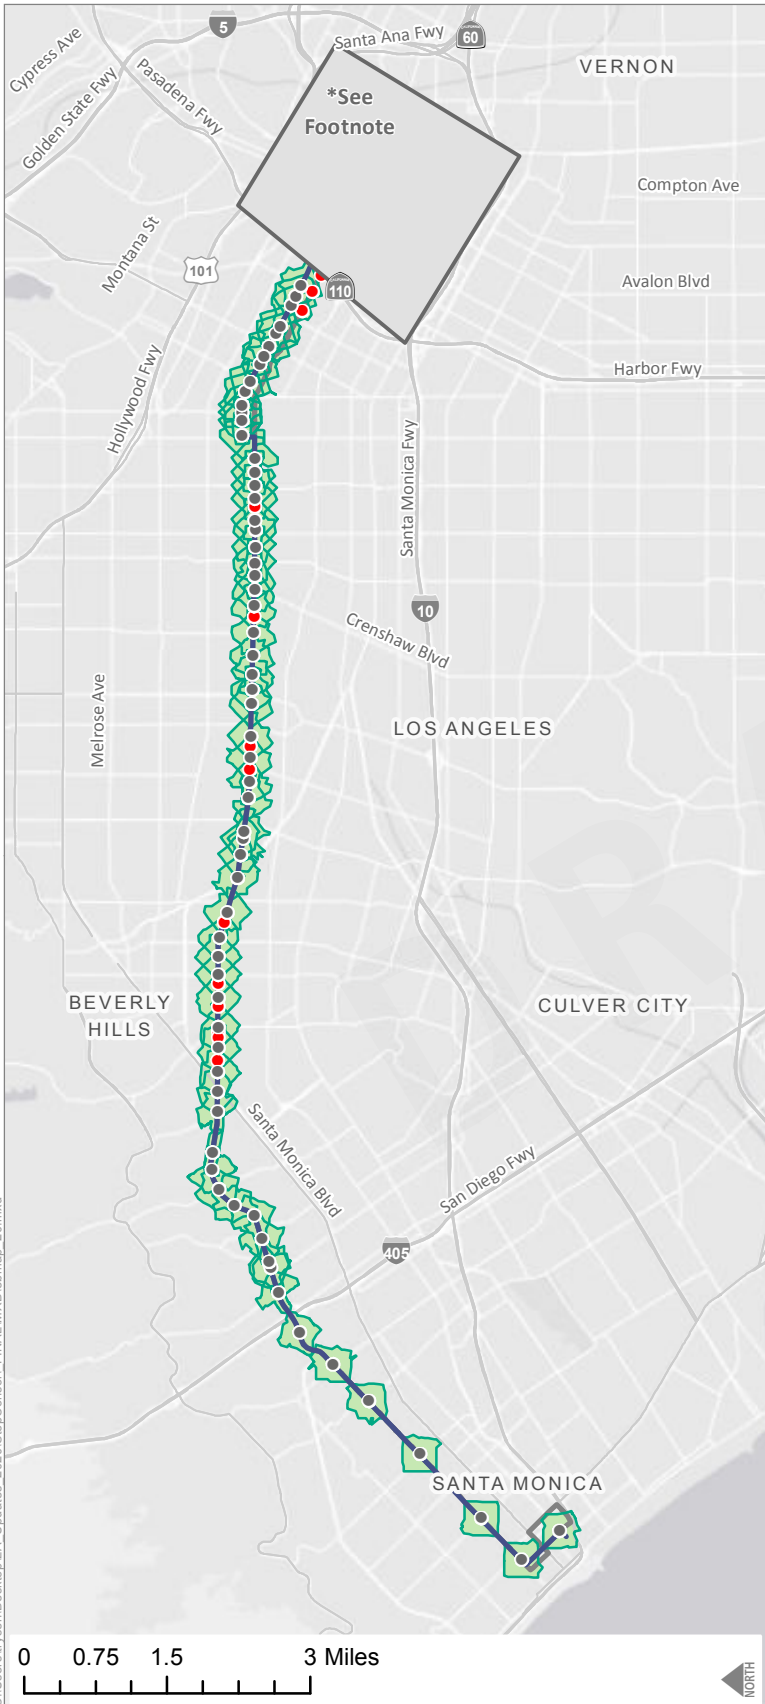 5
Santa Ana Fwy
60
Cypress Ave
VERNON
Pasadena Fwy
Golden State Fwy
*See
Footnote
Compton Ave
Montana St
101
110
Avalon Blvd
Hollywood Fwy
Harbor Fwy
Santa Monica Fwy
10
Crenshaw Blvd
Melrose Ave
LOS ANGELES
BEVERLY
HILLS
CULVER CITY
Santa Monica Blvd
San Diego Fwy
405
SANTA MONICA
0 0.75 1.5 3 Miles
NORTH